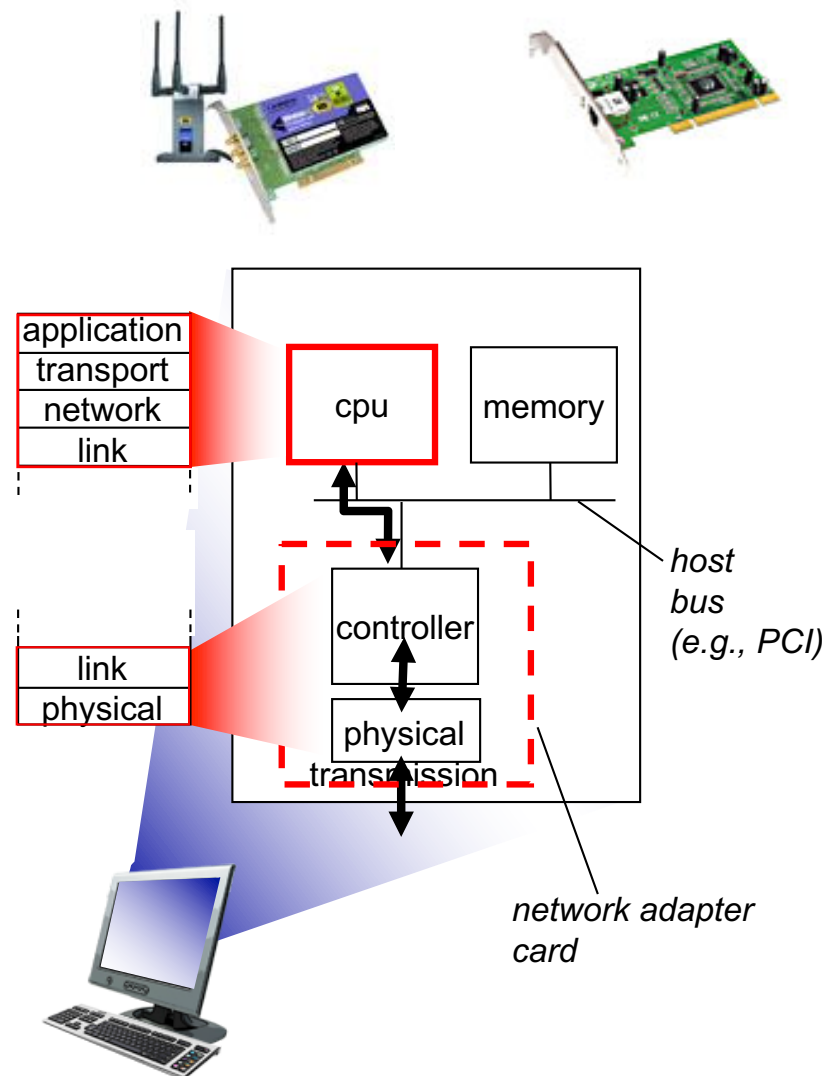 application
transport
network
link
cpu
memory
host
bus
(e.g., PCI)
controller
link
physical
physical
transmission
network adapter
card